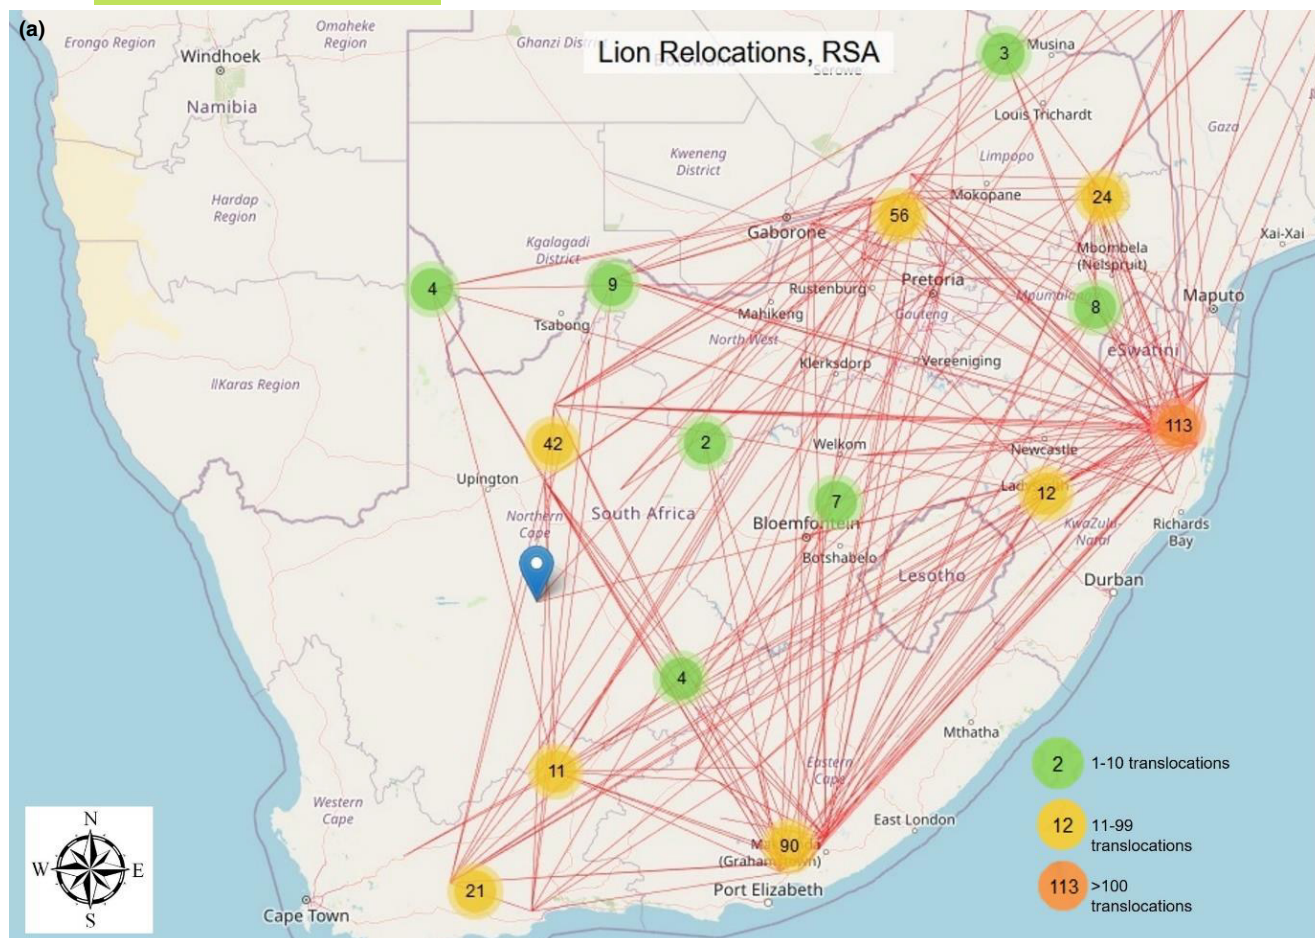 (a)
Lion Relocations, RSA
Erongo Region
Omaheke
Region
Windhoek
Namibia
Ghanzi District
Serowe
3
Musina
Louis Trichardt
Gaza
Limpopo
Kweneng
District
Hardap
Region
Mokopane
24
56
Gaborone
Xai-Xai
Kgalagadi
District
Mbombela
(Nelspruit)
4
9
Rustenburg
Pretoria
Mpumalanga
8
Maputo
Tsabong
Mahikeng
Gauteng
North West
eSwatini
Klerksdorp
Vereeniging
llKaras Region
113
42
2
Welkom
Newcastle
Upington
12
7
Northern
Cape
South Africa
Bloemfontein
KwaZulu-
Natal
Richards
Bay
Botshabelo
Lesotho
Durban
4
Mthatha
11
Eastern
Cape
Western
Cape
East London
90
(Grahamstown)
21
Port Elizabeth
Cape Town
N
W
E
S
2
1-10 translocations
12
11-99
translocations
113
>100
translocations